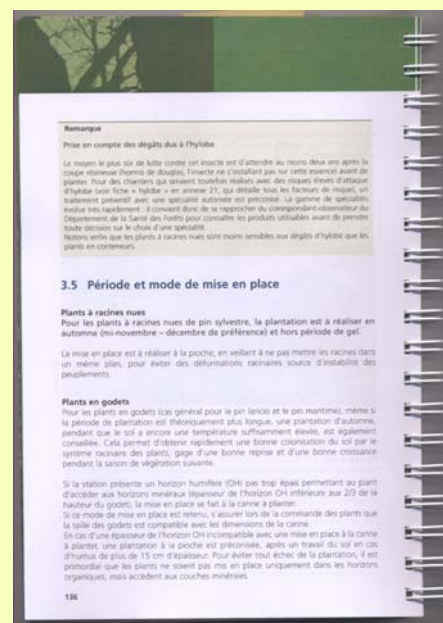 Remarque
Prise en compte des dégâts dus à l'hylobe
Le moyen le plus sûr de lutte contre cet insecte est d'attendre au moins deux ans après la
coupe résineuse (hormis de douglas, l'insecte ne s'installant pas sur cette essence) avant de
planter. Pour des chantiers qui seraient toutefois réalisés avec des risques élevés d'attaque
d'hylobe (voir fiche « hylobe » en annexe 21, qui détaille tous les facteurs de risque), un
traitement préventif avec une spécialité autorisée est préconisé. La gamme de spécialités
évolue très rapidement : il convient donc de se rapprocher du correspondant-observateur du
Département de la Santé des Forêts pour connaître les produits utilisables avant de prendre
toute décision sur le choix d'une spécialité.
Notons enfin que les plants à racines nues sont moins sensibles aux dégâts d'hylobe que les
plants en conteneurs.
3.5 Période et mode de mise en place
Plants à racines nues
Pour les plants à racines nues de pin sylvestre, la plantation est à réaliser en
automne (mi-novembre – décembre de préférence) et hors période de gel.
La mise en place est à réaliser à la pioche, en veillant à ne pas mettre les racines dans
un même plan, pour éviter des déformations racinaires source d'instabilité des
peuplements.
Plants en godets
Pour les plants en godets (cas général pour le pin laricio et le pin maritime), même si
la période de plantation est théoriquement plus longue, une plantation d'automne,
pendant que le sol a encore une température suffisamment élevée, est également
conseillée. Cela permet d'obtenir rapidement une bonne colonisation du sol par le
système racinaire des plants, gage d'une bonne reprise et d'une bonne croissance
pendant la saison de végétation suivante.
Si la station présente un horizon humifère (OH) pas trop épais permettant au plant
d'accéder aux horizons minéraux (épaisseur de l'horizon OH inférieure aux 2/3 de la
hauteur du godet), la mise en place se fait à la canne à planter.
Si ce mode de mise en place est retenu, s'assurer lors de la commande des plants que
la taille des godets est compatible avec les dimensions de la canne.
En cas d'une épaisseur de l'horizon OH incompatible avec une mise en place à la canne
à planter, une plantation à la pioche est préconisée, après un travail du sol en cas
d'humus de plus de 15 cm d'épaisseur. Pour éviter tout échec de la plantation, il est
primordial que les plants ne soient pas mis en place uniquement dans les horizons
organiques, mais accèdent aux couches minérales.
136